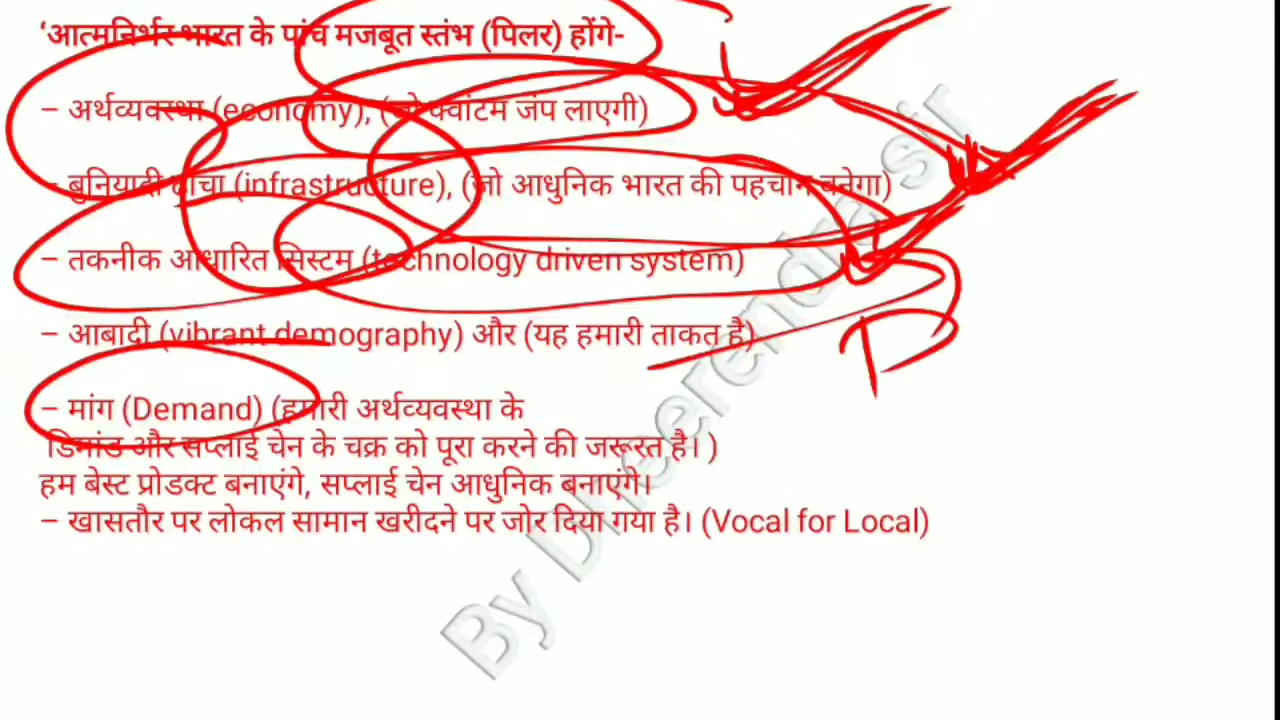 'आत्मनिर्भर भारत के पांच मजबूत स्तंभ (पिलर) होंगे-
– अर्थव्यवस्था (economy), (जो क्वांटम जंप लाएगी)
– बुनियादी ढांचा (infrastructure), (जो आधुनिक भारत की पहचान बनेगा)
– तकनीक आधारित सिस्टम (technology driven system)
– आबादी (vibrant demography) और (यह हमारी ताकत है)
– मांग (Demand) (हमारी अर्थव्यवस्था के
डिमांड और सप्लाई चेन के चक्र को पूरा करने की जरूरत है। )
हम बेस्ट प्रोडक्ट बनाएंगे, सप्लाई चेन आधुनिक बनाएंगे।
– खासतौर पर लोकल सामान खरीदने पर जोर दिया गया है। (Vocal for Local)
By Dheerendra sir